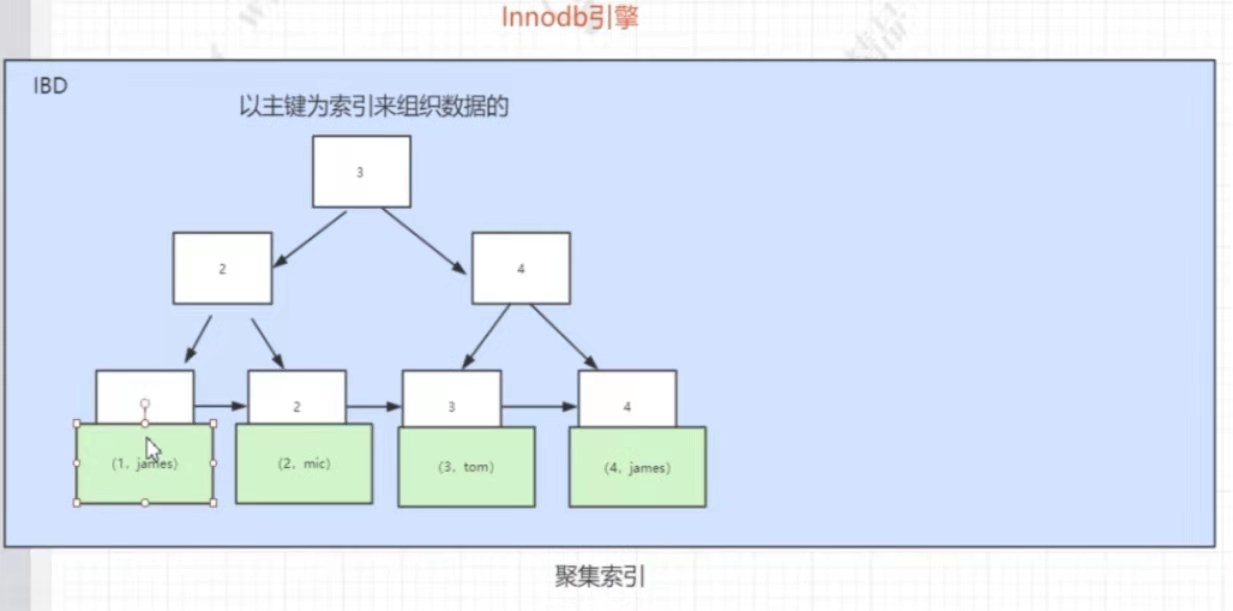 Innodb引擎
IBD
以主键为索引来组织数据的
3
2
4
2
3
4
(1，james)
(2，mic)
(3，tom)
(4，james)
聚集索引